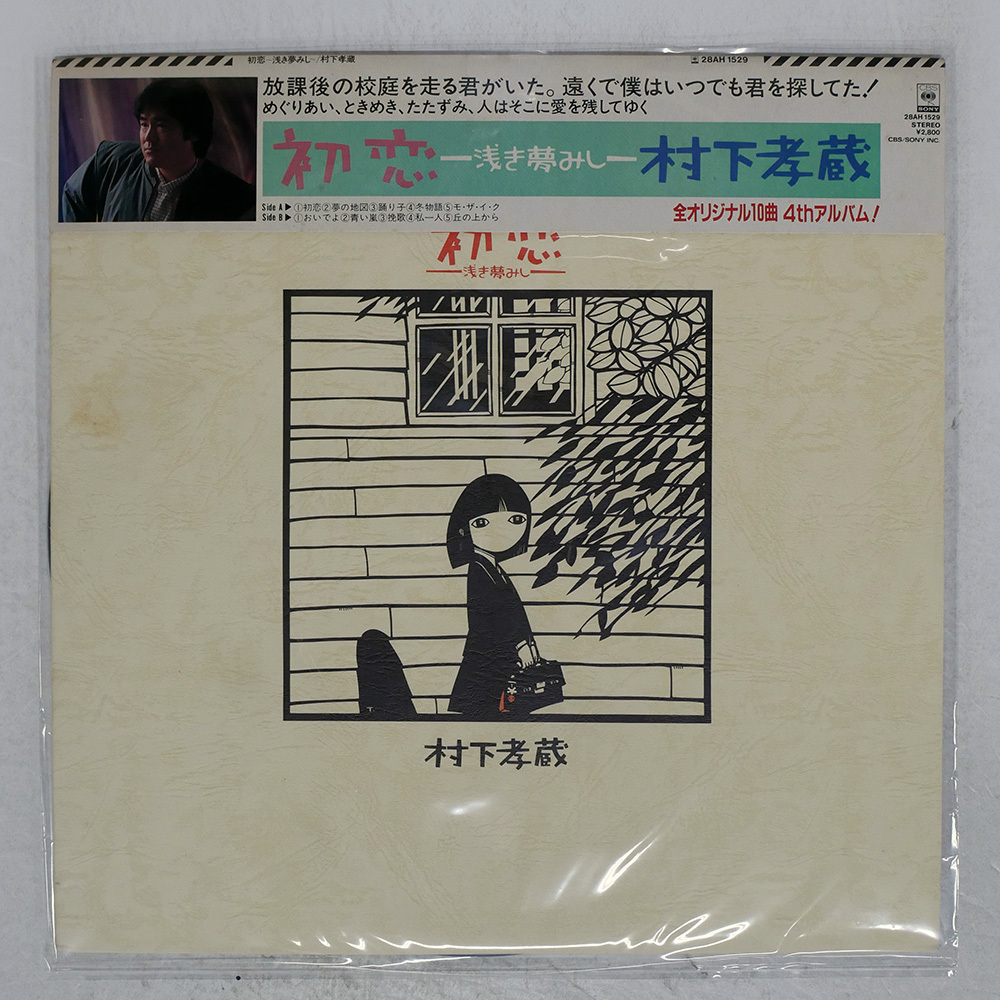 初恋-浅き夢みし-/村下孝蔵
28AH 1529
放課後の校庭を走る君がいた。遠くで僕はいつでも君を探してた!
めぐりあい、ときめき、たたずみ、人はそこに愛を残してゆく
初恋―浅き夢みし―村下孝蔵
Side A▶①初恋②夢の地図③踊り子④冬物語⑤モ・ザ・イ・ク
Side B▶①おいでよ②青い嵐③挽歌④私一人⑤丘の上から
全オリジナル10曲 4thアルバム!
CBS
SONY
28AH 1529
STEREO
¥2,800
CBS/SONY INC.
初恋
―浅き夢みし―
村下孝蔵